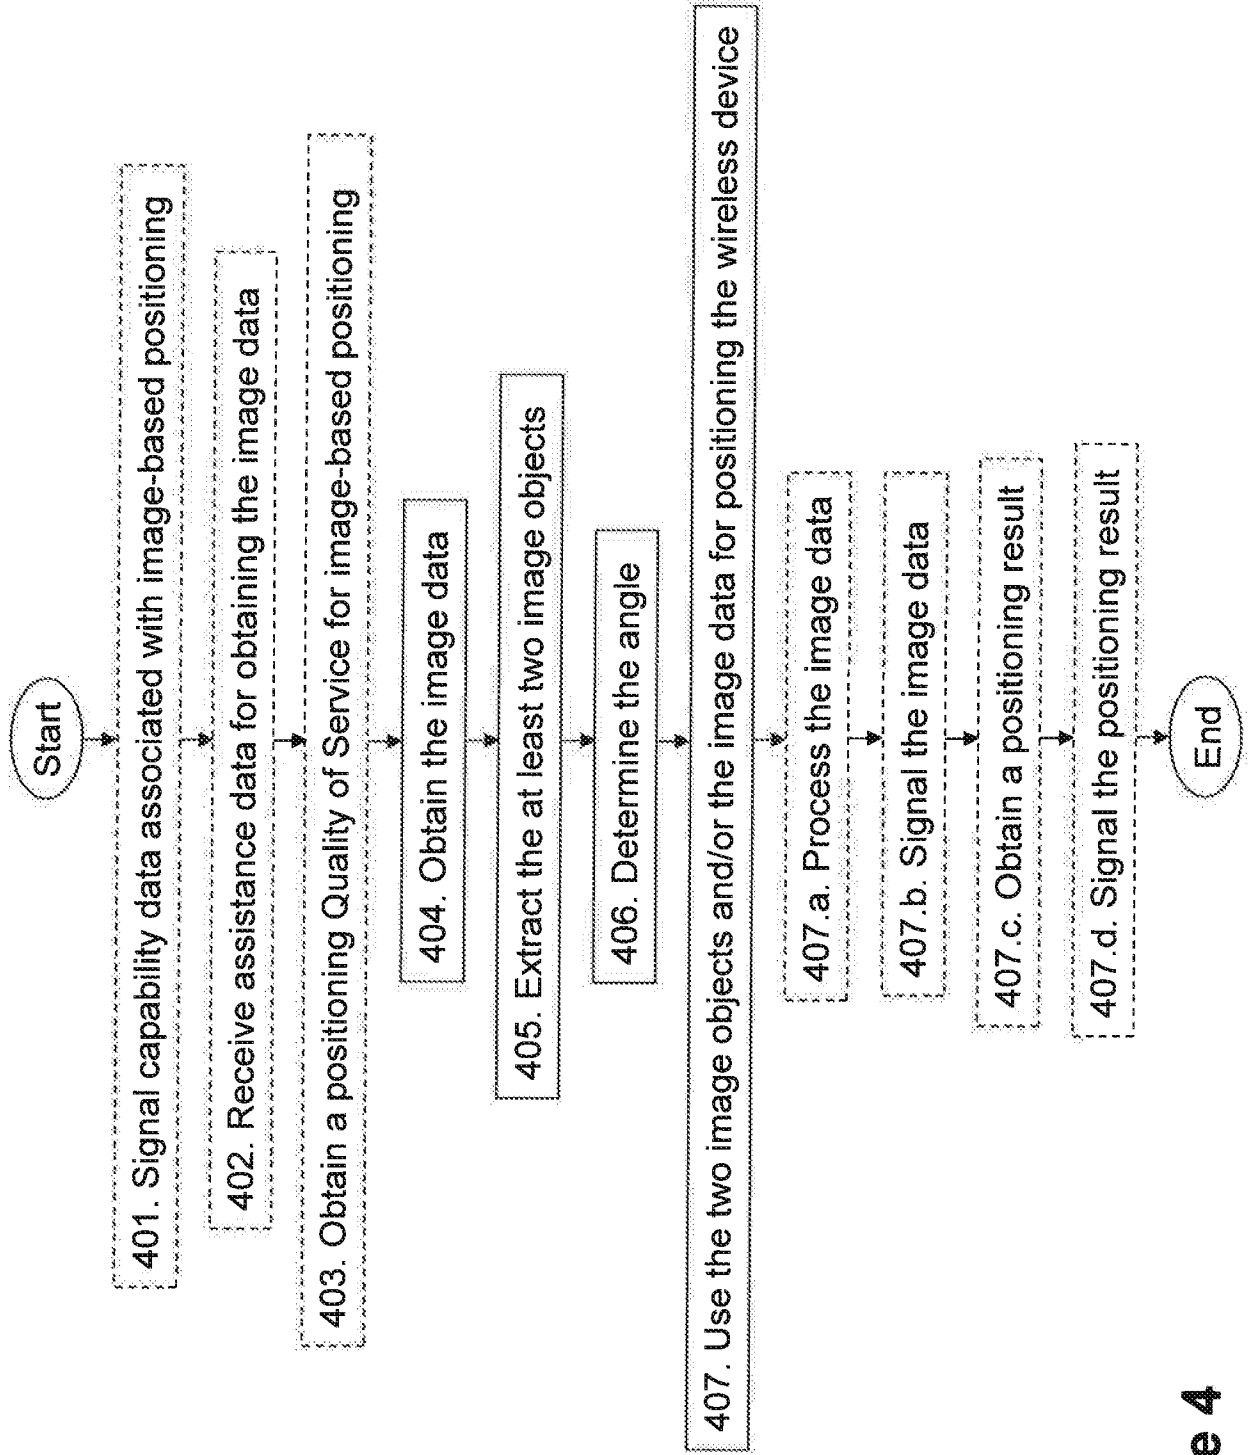 Start
401. Signal capability data associated with image-based positioning
402. Receive assistance data for obtaining the image data
403. Obtain a positioning Quality of Service for image-based positioning
404. Obtain the image data
405. Extract the at least two image objects
406. Determine the angle
407. Use the two image objects and/or the image data for positioning the wireless device
407.a. Process the image data
407.b. Signal the image data
407.c. Obtain a positioning result
407.d. Signal the positioning result
End
e 4